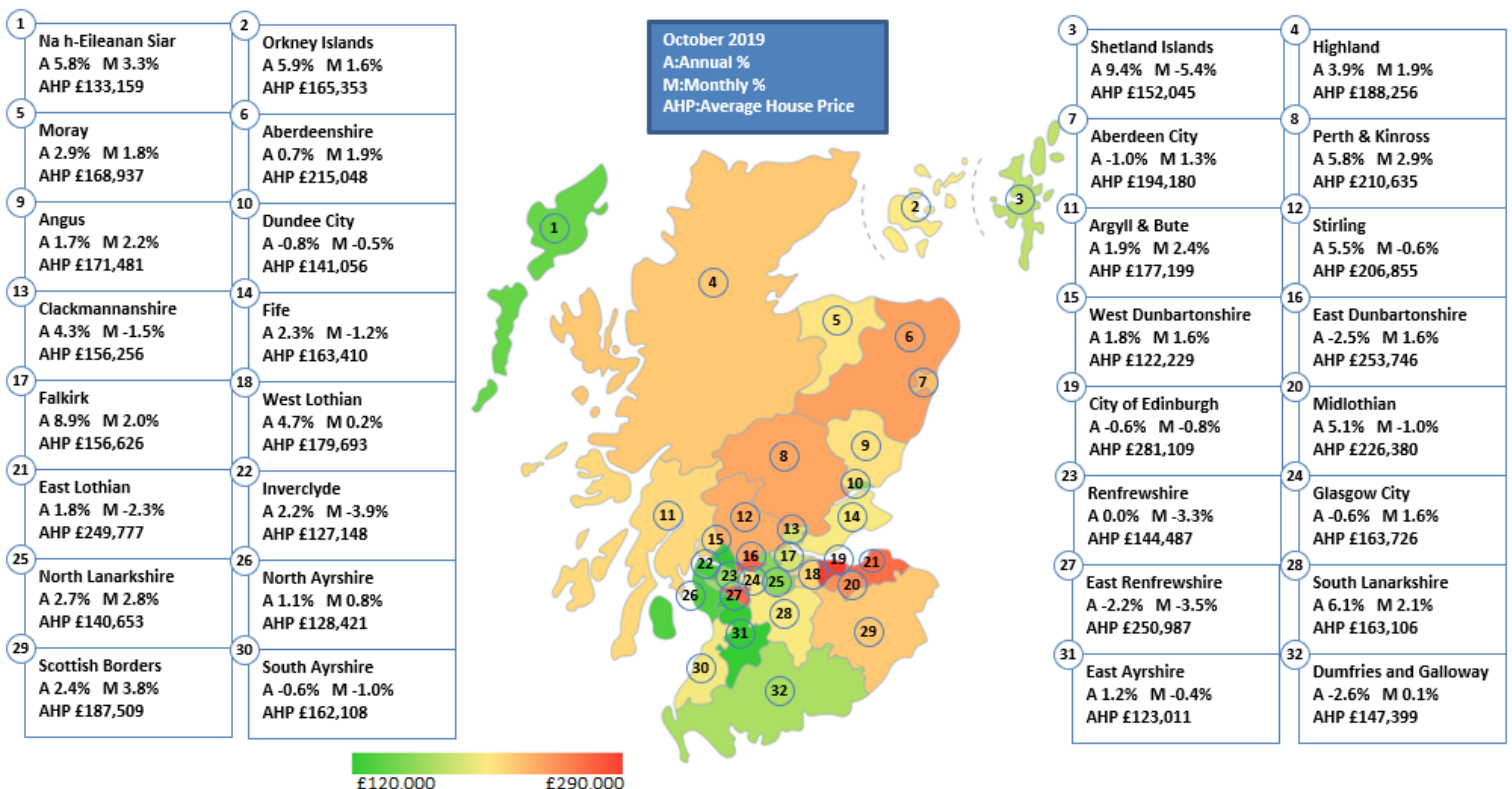 1
Na h-Eileanan Siar
A 5.8% M 3.3%
AHP £133,159
2
Orkney Islands
A 5.9% M 1.6%
AHP £165,353
October 2019
A:Annual %
M:Monthly %
AHP:Average House Price
3
Shetland Islands
A 9.4% M -5.4%
AHP £152,045
4
Highland
A 3.9% M 1.9%
AHP £188,256
5
Moray
A 2.9% M 1.8%
AHP £168,937
6
Aberdeenshire
A 0.7% M 1.9%
AHP £215,048
7
Aberdeen City
A -1.0% M 1.3%
AHP £194,180
8
Perth & Kinross
A 5.8% M 2.9%
AHP £210,635
9
Angus
A 1.7% M 2.2%
AHP £171,481
10
Dundee City
A -0.8% M -0.5%
AHP £141,056
11
Argyll & Bute
A 1.9% M 2.4%
AHP £177,199
12
Stirling
A 5.5% M -0.6%
AHP £206,855
13
Clackmannanshire
A 4.3% M -1.5%
AHP £156,256
14
Fife
A 2.3% M -1.2%
AHP £163,410
15
West Dunbartonshire
A 1.8% M 1.6%
AHP £122,229
16
East Dunbartonshire
A -2.5% M 1.6%
AHP £253,746
17
Falkirk
A 8.9% M 2.0%
AHP £156,626
18
West Lothian
A 4.7% M 0.2%
AHP £179,693
19
City of Edinburgh
A -0.6% M -0.8%
AHP £281,109
20
Midlothian
A 5.1% M -1.0%
AHP £226,380
21
East Lothian
A 1.8% M -2.3%
AHP £249,777
22
Inverclyde
A 2.2% M -3.9%
AHP £127,148
23
Renfrewshire
A 0.0% M -3.3%
AHP £144,487
24
Glasgow City
A -0.6% M 1.6%
AHP £163,726
25
North Lanarkshire
A 2.7% M 2.8%
AHP £140,653
26
North Ayrshire
A 1.1% M 0.8%
AHP £128,421
27
East Renfrewshire
A -2.2% M -3.5%
AHP £250,987
28
South Lanarkshire
A 6.1% M 2.1%
AHP £163,106
29
Scottish Borders
A 2.4% M 3.8%
AHP £187,509
30
South Ayrshire
A -0.6% M -1.0%
AHP £162,108
31
East Ayrshire
A 1.2% M -0.4%
AHP £123,011
32
Dumfries and Galloway
A -2.6% M 0.1%
AHP £147,399
1
2
3
4
5
6
7
8
9
10
11
12
13
14
15
16
17
18
19
20
21
22
23
24
25
26
27
28
29
30
31
32
£120,000
£290,000